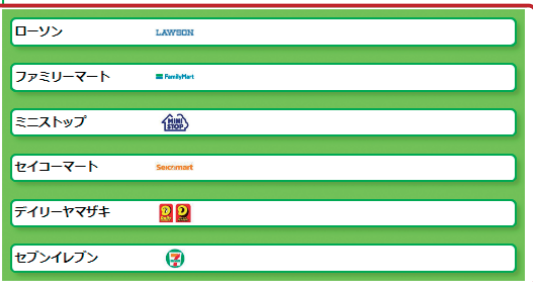 ローソン LAWSON
ファミリーマート FamilyMart
ミニストップ MINI STOP
セイコーマート Seicomart
デイリーヤマザキ
セブンイレブン 7